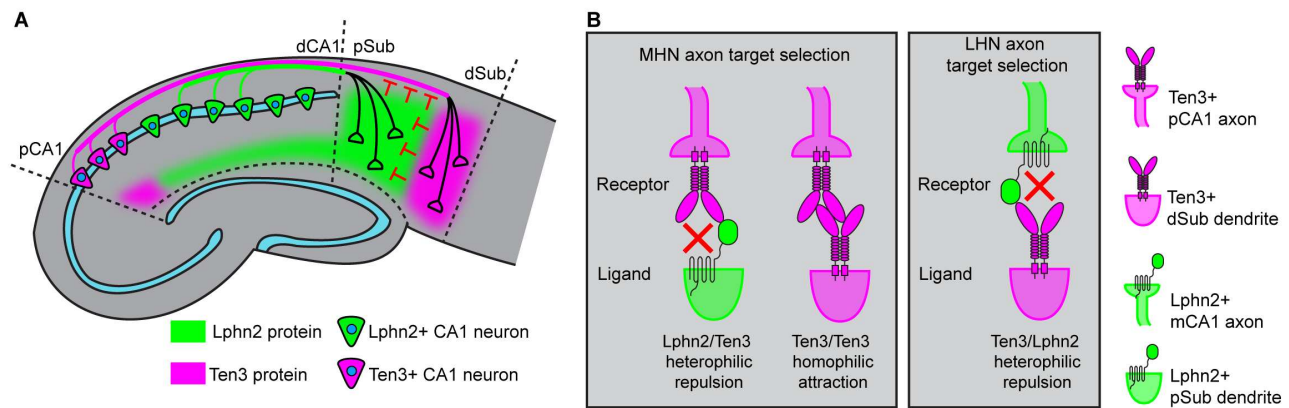 A
dCA1
pSub
dSub
pCA1
Lphn2 protein
Lphn2+ CA1 neuron
Ten3 protein
Ten3+ CA1 neuron
B
MHN axon target selection
Receptor
Ligand
Lphn2/Ten3
heterophilic
repulsion
Ten3/Ten3
homophilic
attraction
LHN axon
target selection
Receptor
Ligand
Ten3/Lphn2
heterophilic
repulsion
Ten3+
pCA1 axon
Ten3+
dSub dendrite
Lphn2+
mCA1 axon
Lphn2+
pSub dendrite